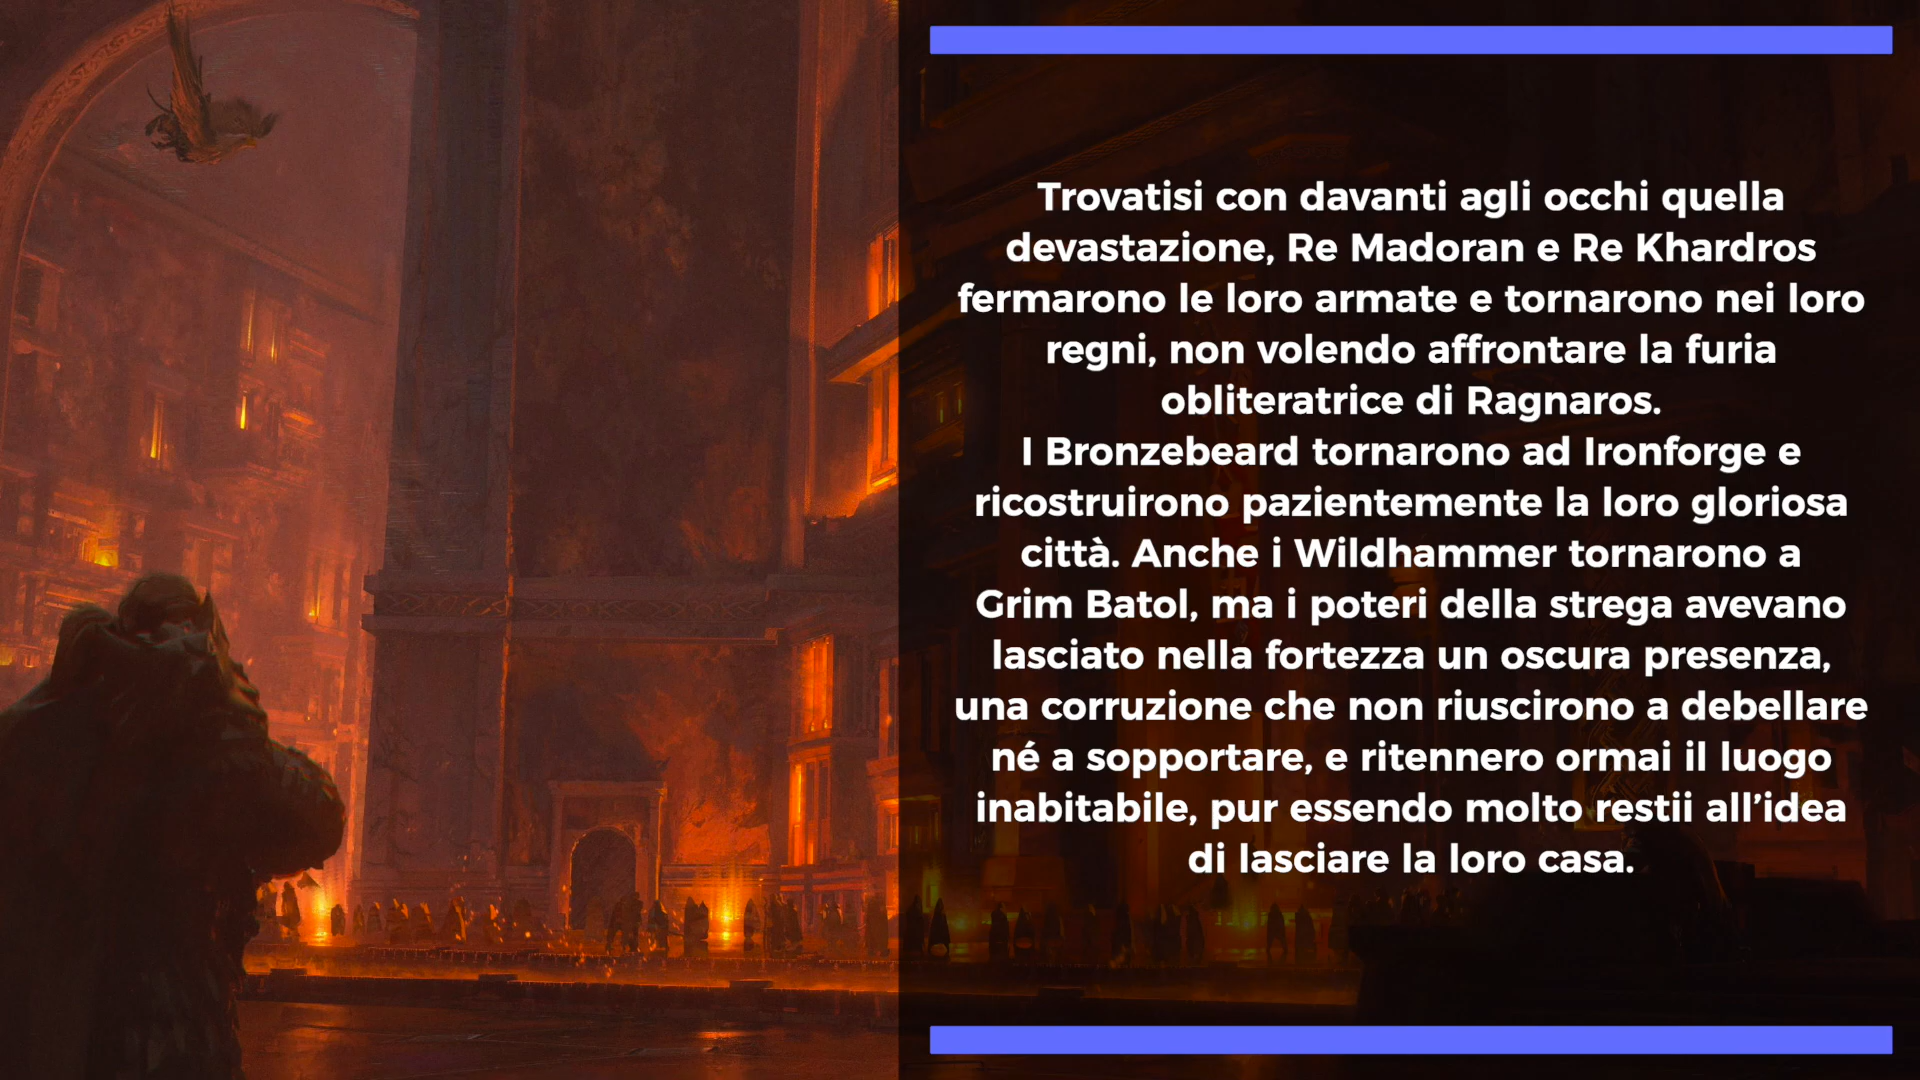 Trovatisi con davanti agli occhi quella
devastazione, Re Madoran e Re Khardros
fermarono le loro armate e tornarono nei loro
regni, non volendo affrontare la furia
obliteratrice di Ragnaros.
I Bronzebeard tornarono ad Ironforge e
ricostruirono pazientemente la loro gloriosa
città. Anche i Wildhammer tornarono a
Grim Batol, ma i poteri della strega avevano
lasciato nella fortezza un oscura presenza,
una corruzione che non riuscirono a debellare
né a sopportare, e ritennero ormai il luogo
inabitabile, pur essendo molto restii all’idea
di lasciare la loro casa.